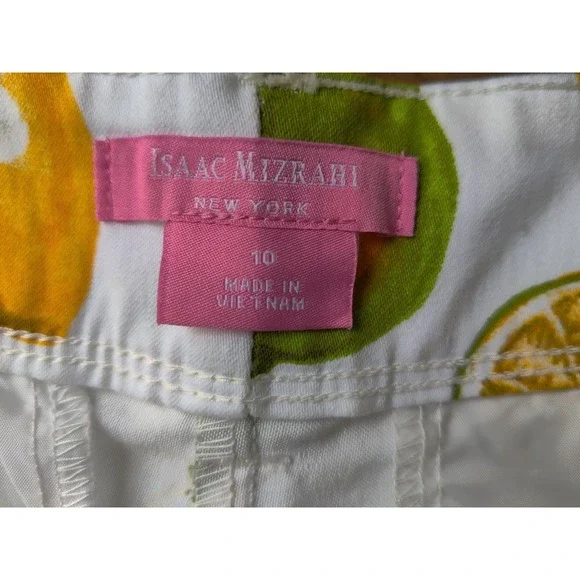 ISAAC MIZRAHI
NEW YORK
10
MADE IN
VIETNAM